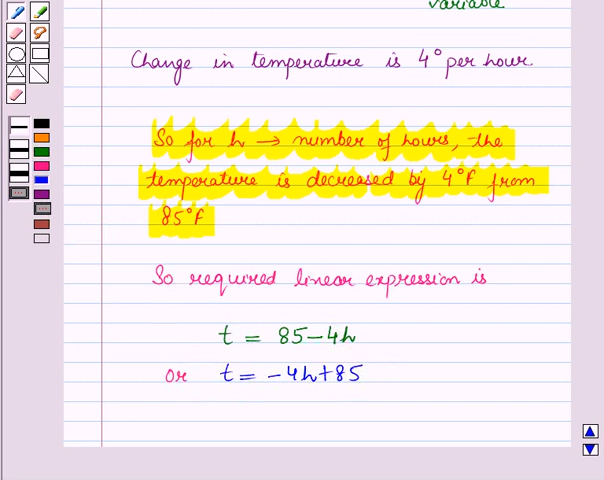 variable
Change in temperature is 4° per hour.
So for h → number of hours, the
temperature is decreased by 4°F from
85°F
So required linear expression is
t = 85-4h
or t = -4h+85